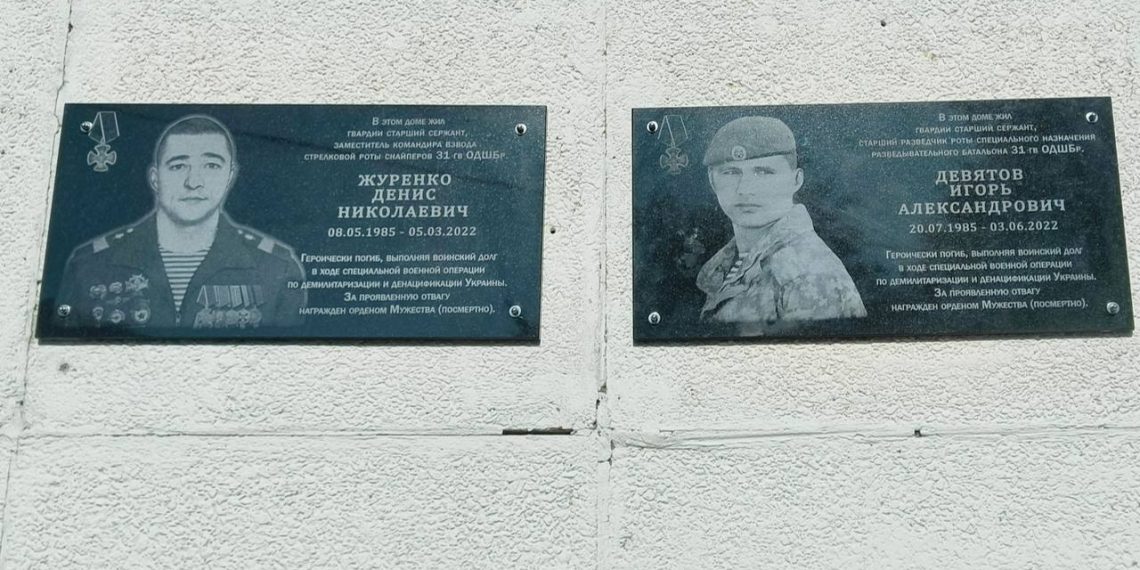 В этом доме жил
гвардии старший сержант,
заместитель командира взвода
стрелковой роты снайперов 31 гв ОДШБр.
ЖУРЕНКО
ДЕНИС
НИКОЛАЕВИЧ
08.05.1985 - 05.03.2022
Героически погиб, выполняя воинский долг
в ходе специальной военной операции
по демилитаризации и денацификации Украины.
За проявленную отвагу
награжден орденом Мужества (посмертно).
В этом доме жил
гвардии старший сержант,
старший разведчик роты специального назначения
разведывательного батальона 31 гв ОДШБр.
ДЕВЯТОВ
ИГОРЬ
АЛЕКСАНДРОВИЧ
20.07.1985 - 03.06.2022
Героически погиб, выполняя воинский долг
в ходе специальной военной операции
по демилитаризации и денацификации Украины.
За проявленную отвагу
награжден орденом Мужества (посмертно).